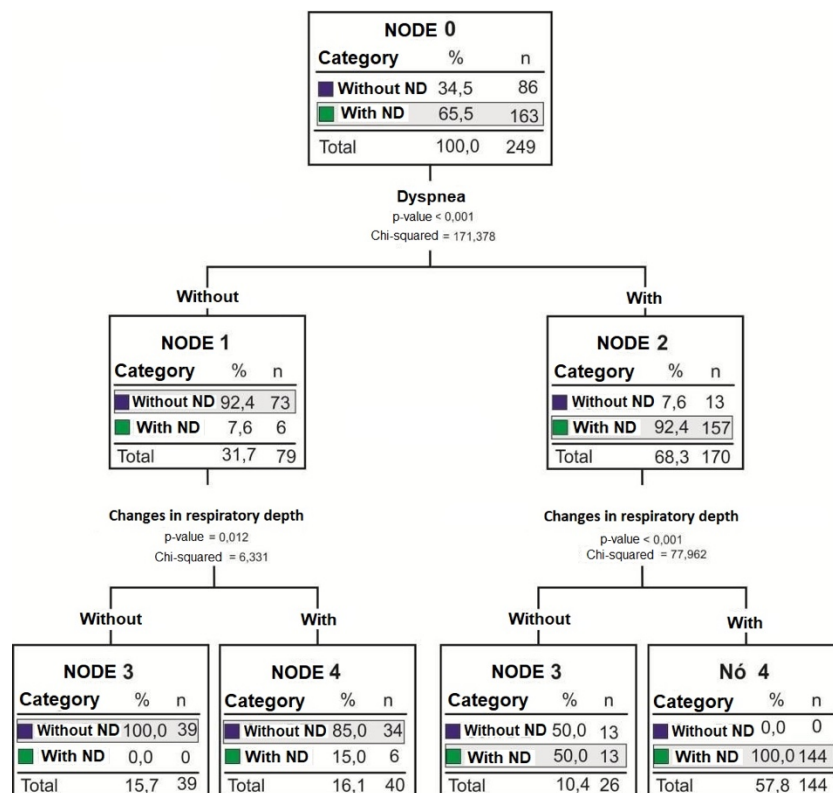 NODE 0
Category % n
Without ND 34,5 86
With ND 65,5 163
Total 100,0 249
Dyspnea
p-value < 0,001
Chi-squared = 171,378
Without
With
NODE 1
Category % n
Without ND 92,4 73
With ND 7,6 6
Total 31,7 79
NODE 2
Category % n
Without ND 7,6 13
With ND 92,4 157
Total 68,3 170
Changes in respiratory depth
p-value = 0,012
Chi-squared = 6,331
Changes in respiratory depth
p-value < 0,001
Chi-squared = 77,962
Without
With
Without
With
NODE 3
Category % n
Without ND 100,0 39
With ND 0,0 0
Total 15,7 39
NODE 4
Category % n
Without ND 85,0 34
With ND 15,0 6
Total 16,1 40
NODE 3
Category % n
Without ND 50,0 13
With ND 50,0 13
Total 10,4 26
Nó 4
Category % n
Without ND 0,0 0
With ND 100,0 144
Total 57,8 144